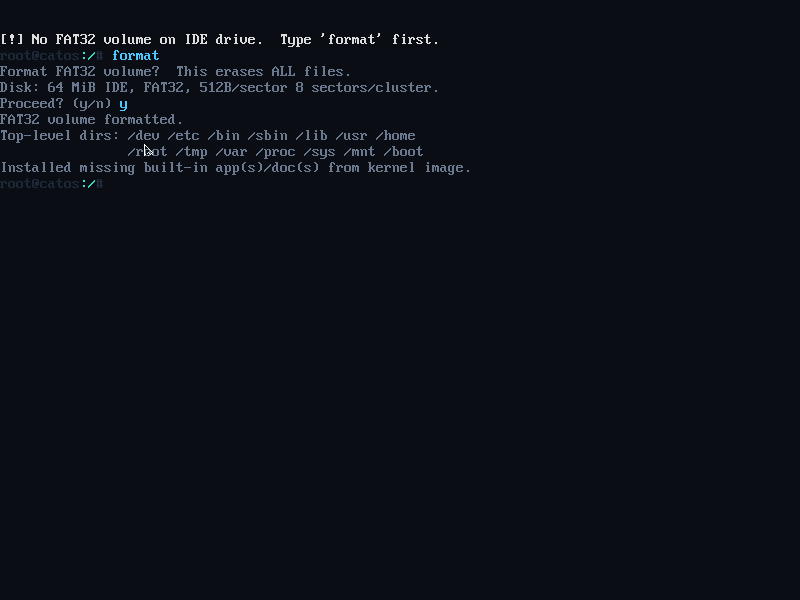 [!] No FAT32 volume on IDE drive.  Type 'format' first.
root@catos:/# format
Format FAT32 volume?  This erases ALL files.
Disk: 64 MiB IDE, FAT32, 512B/sector 8 sectors/cluster.
Proceed? (y/n) y
FAT32 volume formatted.
Top-level dirs: /dev /etc /bin /sbin /lib /usr /home
/root /tmp /var /proc /sys /mnt /boot
Installed missing built-in app(s)/doc(s) from kernel image.
root@catos:/#